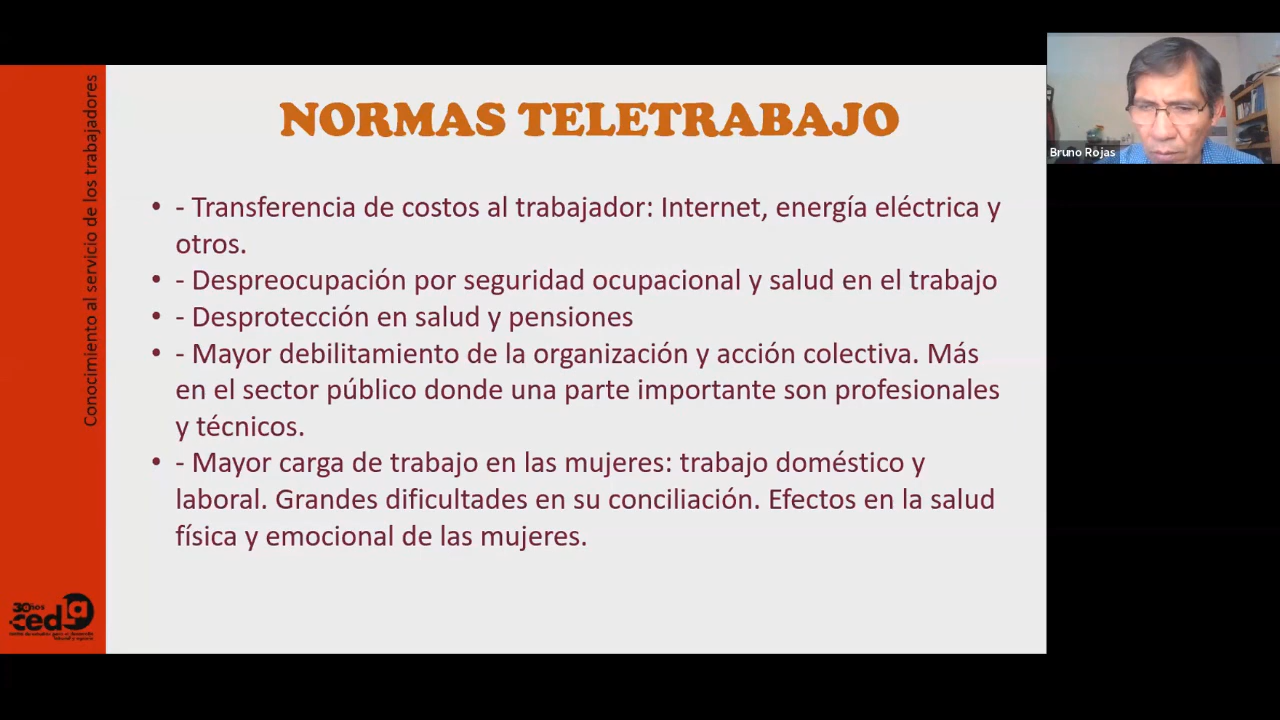 NORMAS TELETRABAJO
• - Transferencia de costos al trabajador: Internet, energía eléctrica y
otros.
• - Despreocupación por seguridad ocupacional y salud en el trabajo
• - Desprotección en salud y pensiones
• - Mayor debilitamiento de la organización y acción colectiva. Más
en el sector público donde una parte importante son profesionales
y técnicos.
• - Mayor carga de trabajo en las mujeres: trabajo doméstico y
laboral. Grandes dificultades en su conciliación. Efectos en la salud
física y emocional de las mujeres.
Conocimiento al servicio de los trabajadores
30años
cedla
Bruno Rojas